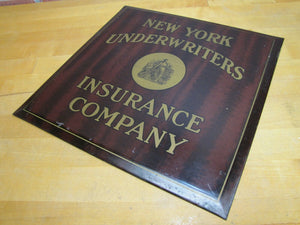 NEW YORK
UNDERWRITERS
INSURANCE
COMPANY